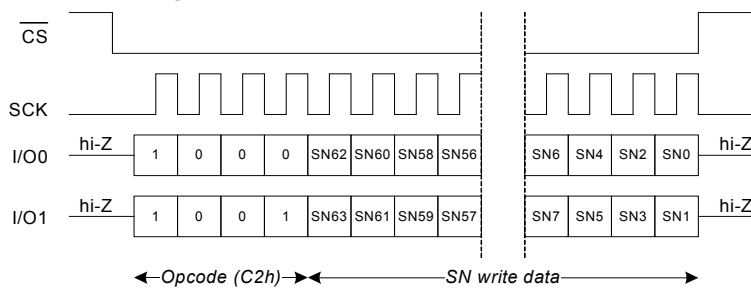 CS
SCK
I/O0 hi-Z 1 0 0 0 SN62 SN60 SN58 SN56 SN6 SN4 SN2 SN0 hi-Z
I/O1 hi-Z 1 0 0 1 SN63 SN61 SN59 SN57 SN7 SN5 SN3 SN1 hi-Z
Opcode (C2h) SN write data